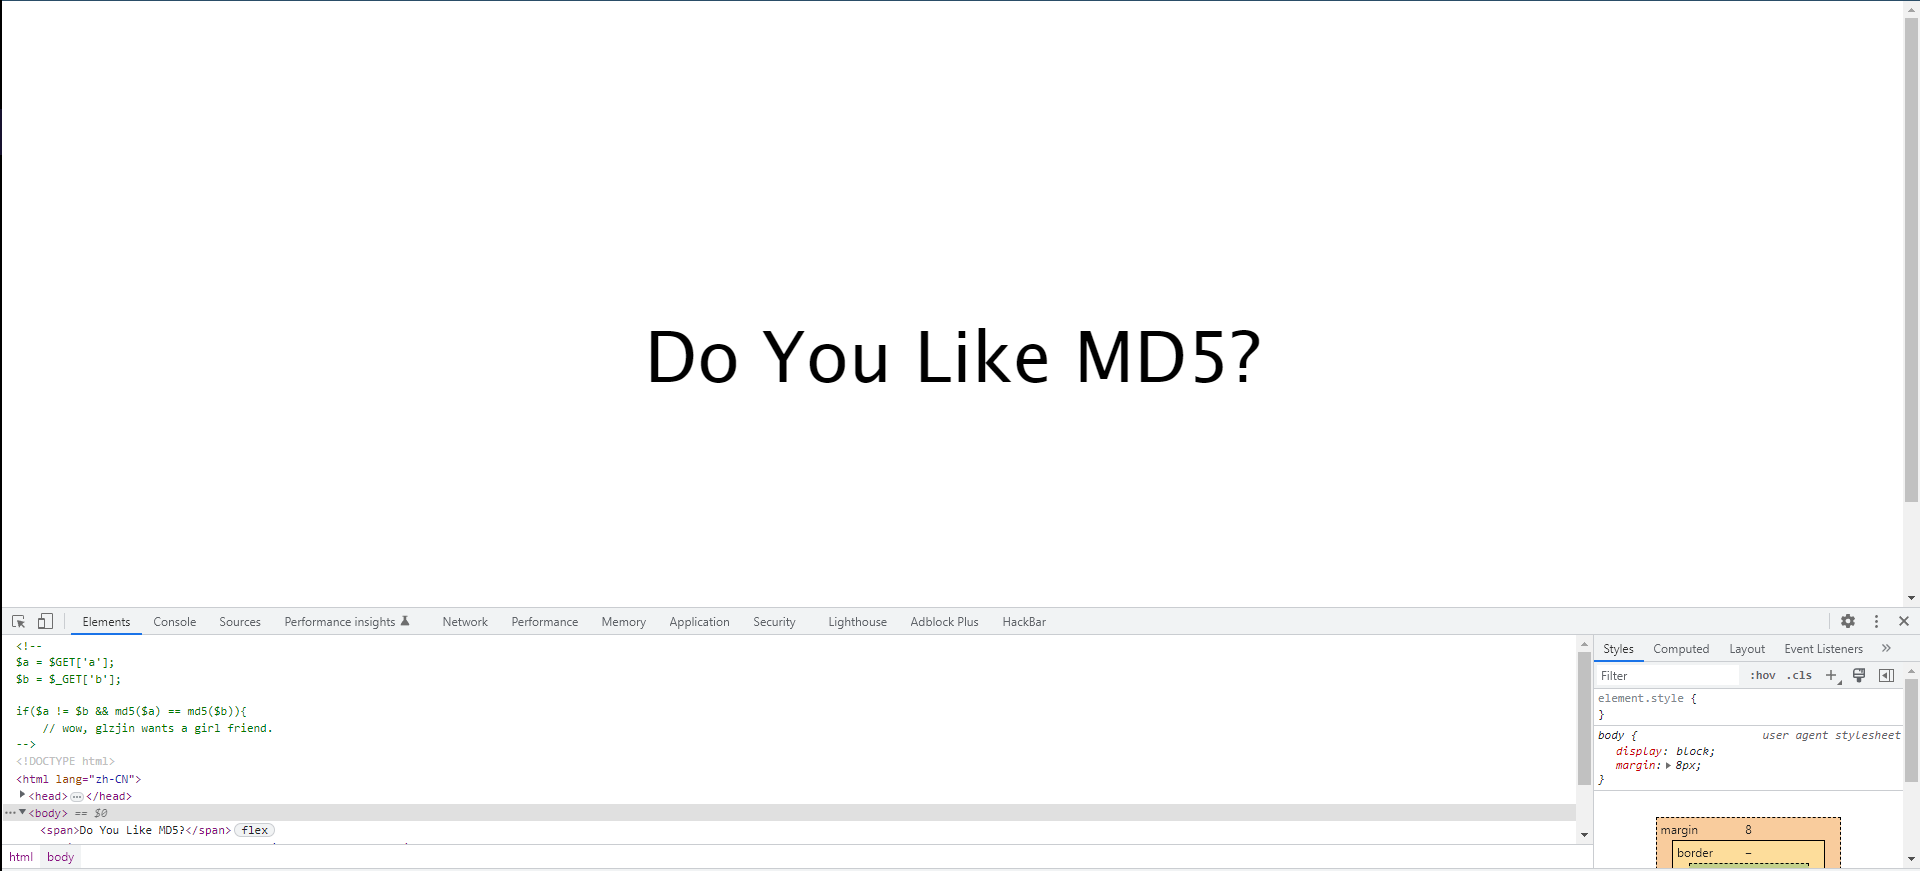 Do You Like MD5?
Elements Console Sources Performance insights Network Performance Memory Application Security Lighthouse Adblock Plus HackBar
<!--
$a = $GET['a'];
$b = $_GET['b'];
if($a != $b && md5($a) == md5($b)){
// wow, glzjin wants a girl friend.
-->
<!DOCTYPE html>
<html lang="zh-CN">
<head>…</head>
<body> == $0
<span>Do You Like MD5?</span> flex
html body
Styles Computed Layout Event Listeners »
Filter :hov .cls +
element.style {
}
body { user agent stylesheet
display: block;
margin: 8px;
}
margin 8
border –